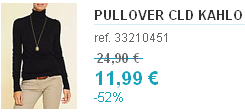 PULLOVER CLD KAHLO
ref. 33210451
24,90 €
11,99 €
-52%